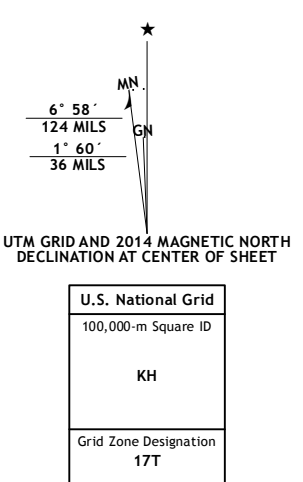 ★
MN
6° 58´
124 MILS
GN
1° 60´
36 MILS
UTM GRID AND 2014 MAGNETIC NORTH
DECLINATION AT CENTER OF SHEET
U.S. National Grid
100,000-m Square ID
KH
Grid Zone Designation
17T